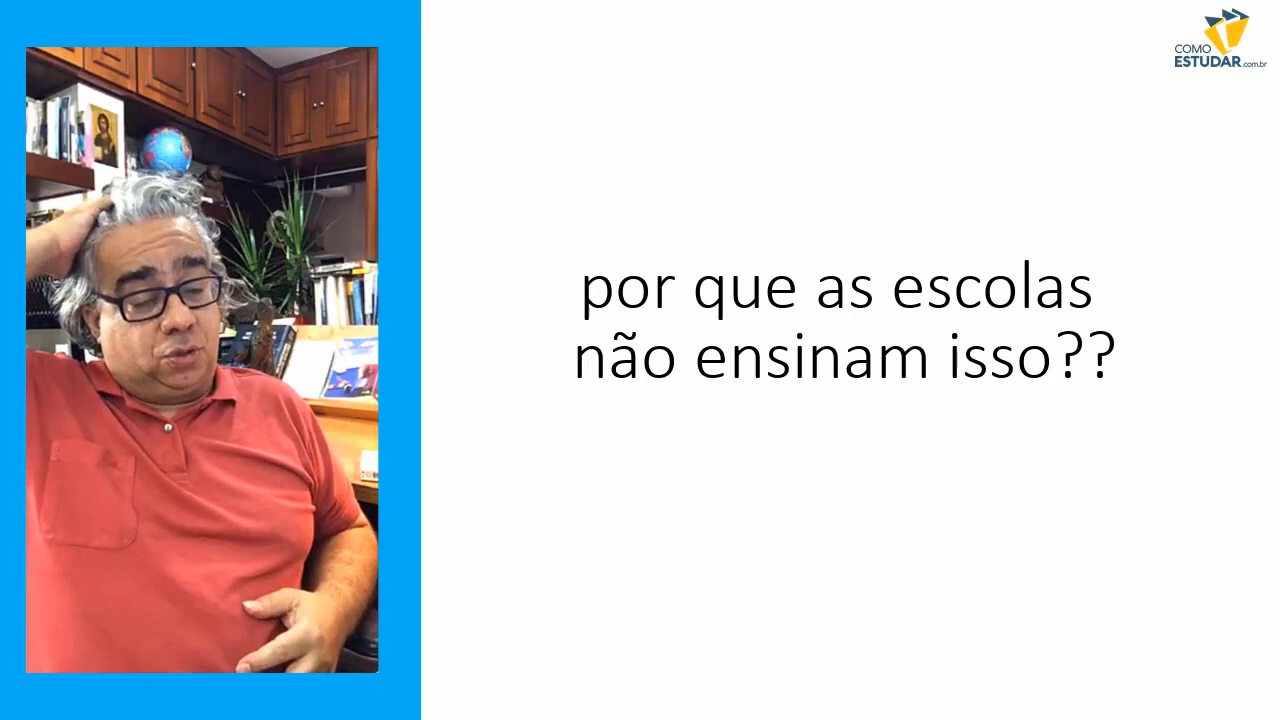 COMO
ESTUDAR.com.br
por que as escolas
não ensinam isso??